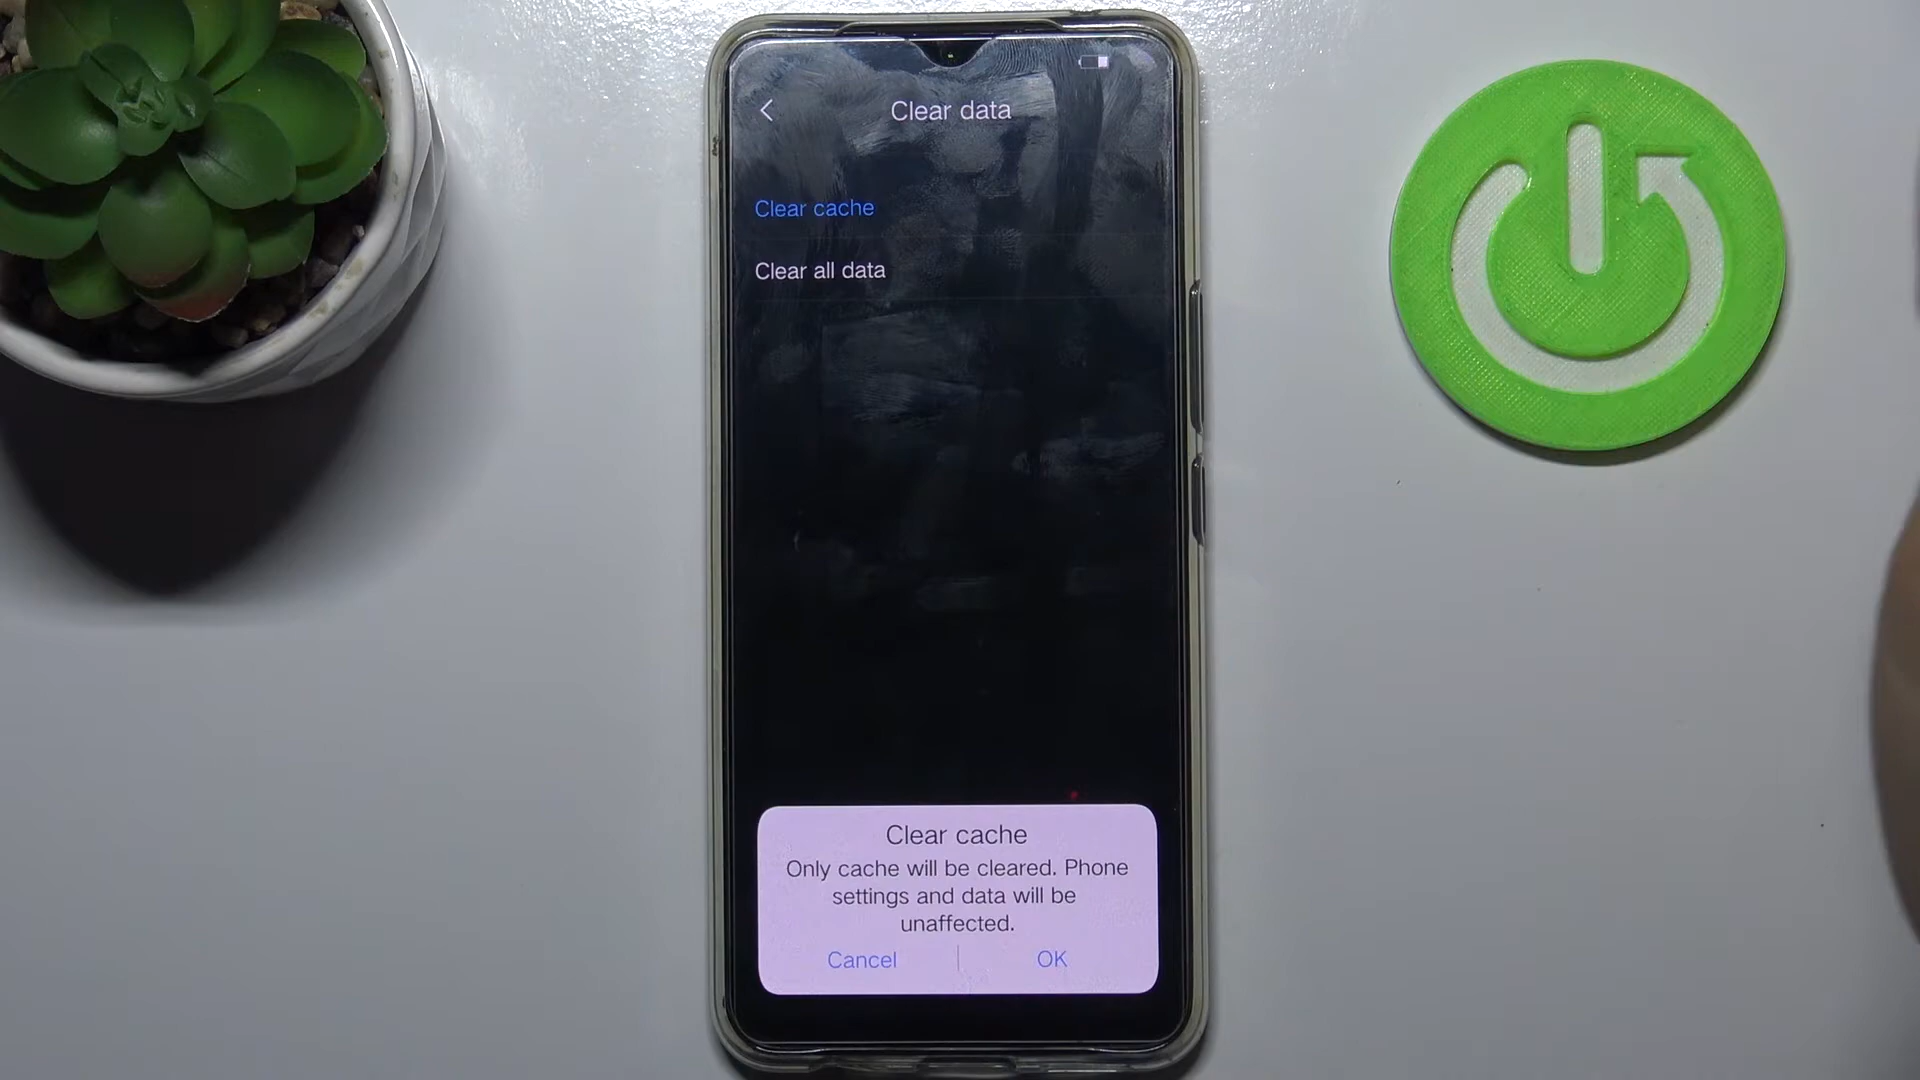 Clear data
Clear cache
Clear all data
Clear cache
Only cache will be cleared. Phone
settings and data will be
unaffected.
Cancel
OK